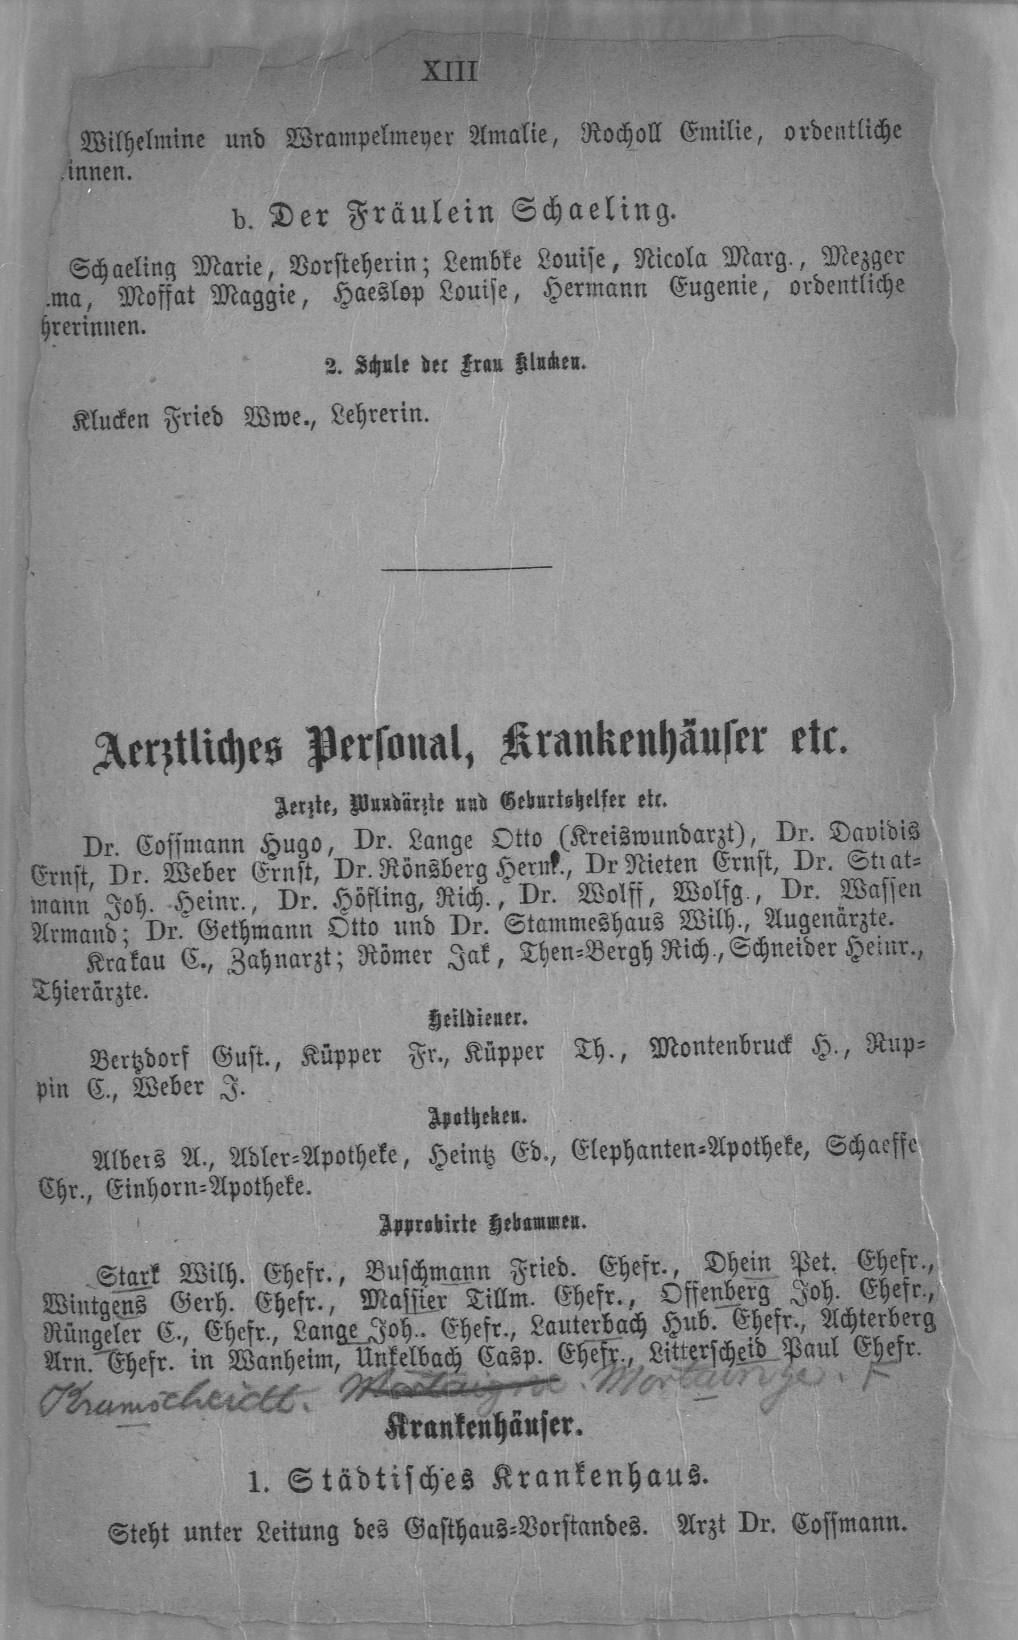 XIII
Wilhelmine und Wrampelmeyer Amalie, Rocholl Emilie, ordentliche
innen.
b. Der Fräulein Schaeling.
Schaeling Marie, Vorsteherin; Lembke Louise, Nicola Marg., Mezger
ma, Moffat Maggie, Haeslop Louise, Hermann Eugenie, ordentliche
hrerinnen.
2. Schule der Frau Klucken.
Klucken Fried Wwe., Lehrerin.
Aerztliches Personal, Krankenhäuser etc.
Aerzte, Wundärzte und Geburtshelfer etc.
Dr. Cossmann Hugo, Dr. Lange Otto (Kreiswundarzt), Dr. Davidis
Ernst, Dr. Weber Ernst, Dr. Rönsberg Hernk., Dr Nieten Ernst, Dr. Strat-
mann Joh. Heinr., Dr. Höfling, Rich., Dr. Wolff, Wolfg., Dr. Wassen
Armand; Dr. Gethmann Otto und Dr. Stammeshaus Wilh., Augenärzte.
Krakau C., Zahnarzt; Römer Jak, Then-Bergh Rich., Schneider Heinr.,
Thierärzte.
Heildiener.
Bertzdorf Gust., Küpper Fr., Küpper Th., Montenbruck H., Rup-
pin C., Weber J.
Apotheken.
Albers A., Adler-Apotheke, Heintz Ed., Elephanten-Apotheke, Schaeffe
Chr., Einhorn-Apotheke.
Approbirte Hebammen.
Stark Wilh. Ehefr., Buschmann Fried. Ehefr., Dhein Pet. Ehefr.,
Wintgens Gerh. Ehefr., Massier Tillm. Ehefr., Offenberg Joh. Ehefr.,
Rüngeler C., Ehefr., Lange Joh.. Ehefr., Lauterbach Hub. Ehefr., Achterberg
Arn. Ehefr. in Wanheim, Unkelbach Casp. Ehefr., Litterscheid Paul Ehefr.
Krumscheidt.
Krankenhäuser.
1. Städtisches Krankenhaus.
Steht unter Leitung des Gasthaus-Vorstandes. Arzt Dr. Cossmann.